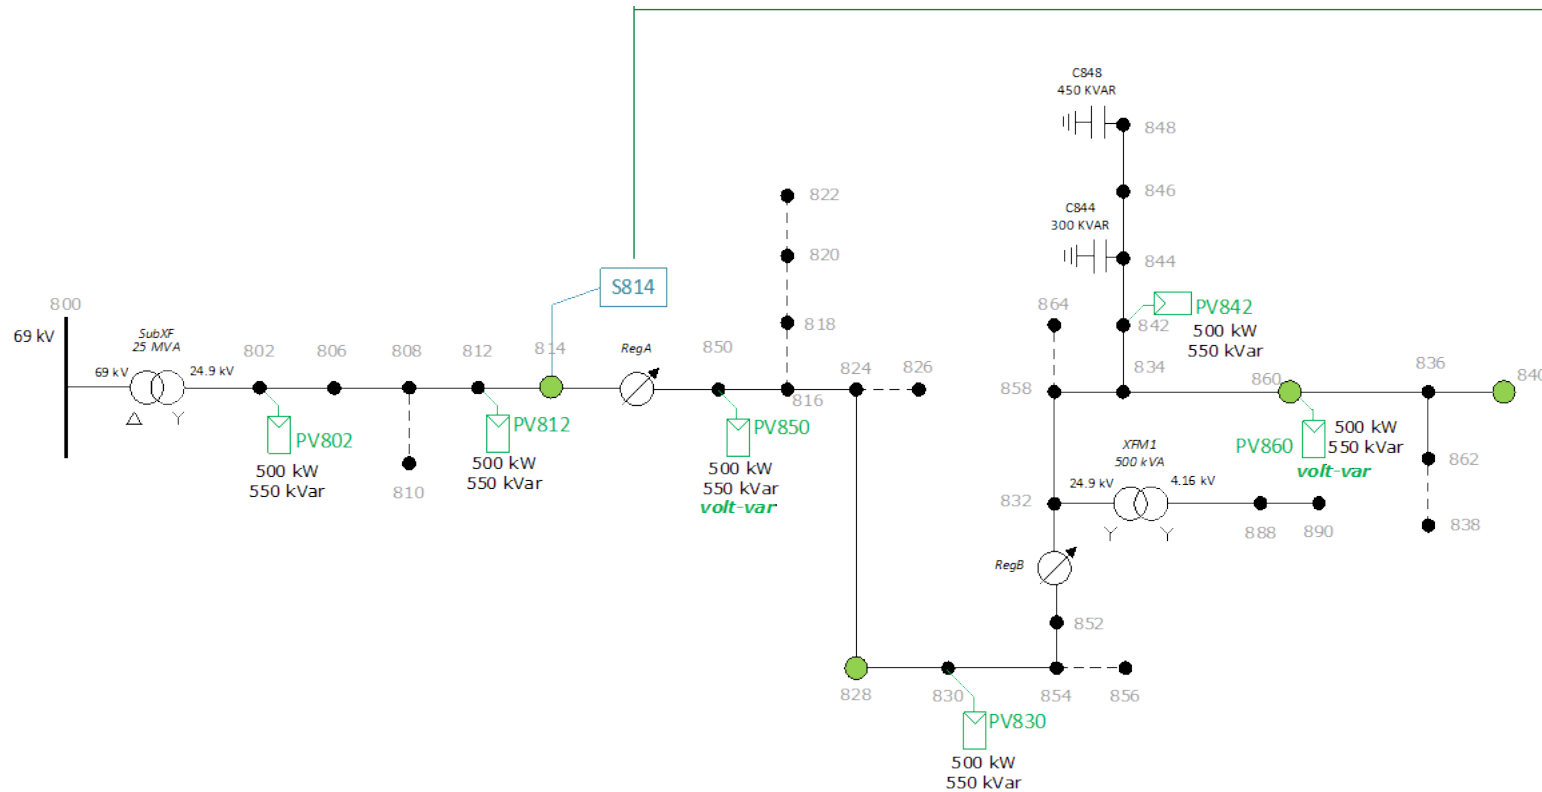 C848
450 KVAR
848
846
822
C844
300 KVAR
820
844
S814
800
864
PV842
842
500 kW
550 kVar
818
69 kV
SubXF
25 MVA
69 kV
24.9 kV
802
806
808
812
814
RegA
850
824
826
816
858
834
860
836
840
PV802
500 kW
550 kVar
810
PV812
500 kW
550 kVar
PV850
500 kW
550 kVar
volt-var
XFM1
500 kVA
24.9 kV
4.16 kV
PV860
500 kW
550 kVar
volt-var
862
832
888
890
838
RegB
852
828
830
854
856
PV830
500 kW
550 kVar